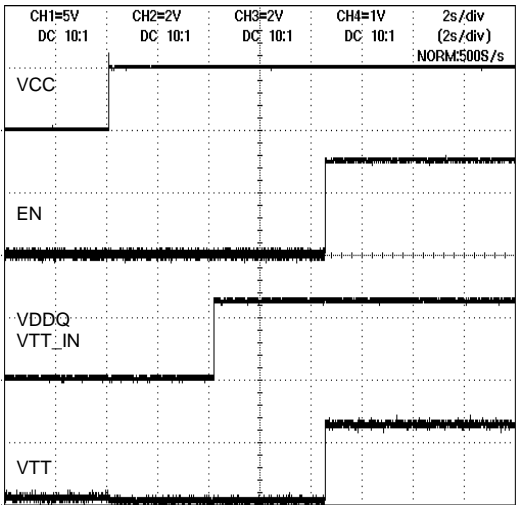 CH1=5V CH2=2V CH3=2V CH4=1V 2s/div
DC 10:1 DC 10:1 DC 10:1 DC 10:1 (2s/div)
NORM:500S/s
VCC
EN
VDDQ
VTT_IN
VTT